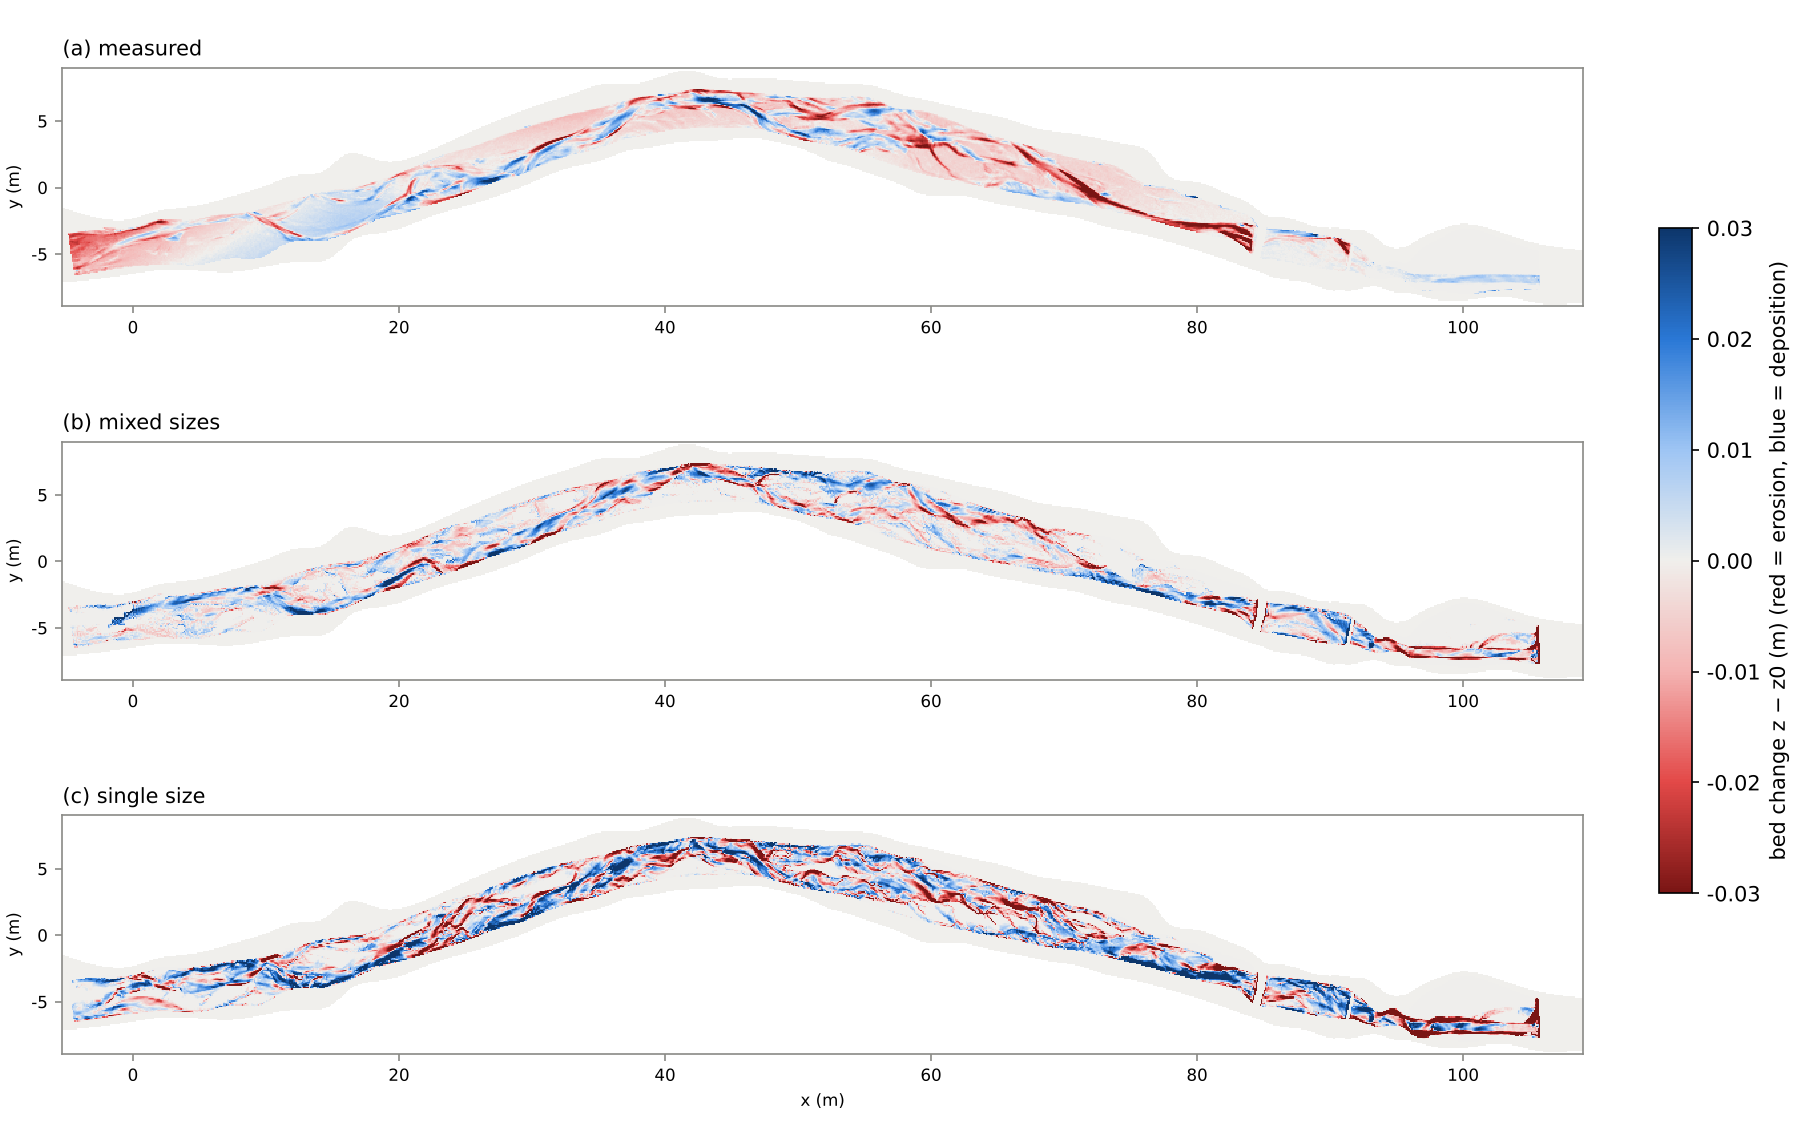 (a) measured
y (m)
5
0
-5
0 20 40 60 80 100
(b) mixed sizes
y (m)
5
0
-5
0 20 40 60 80 100
(c) single size
y (m)
5
0
-5
0 20 40 60 80 100
x (m)
0.03
0.02
0.01
0.00
-0.01
-0.02
-0.03
bed change z − z0 (m) (red = erosion, blue = deposition)